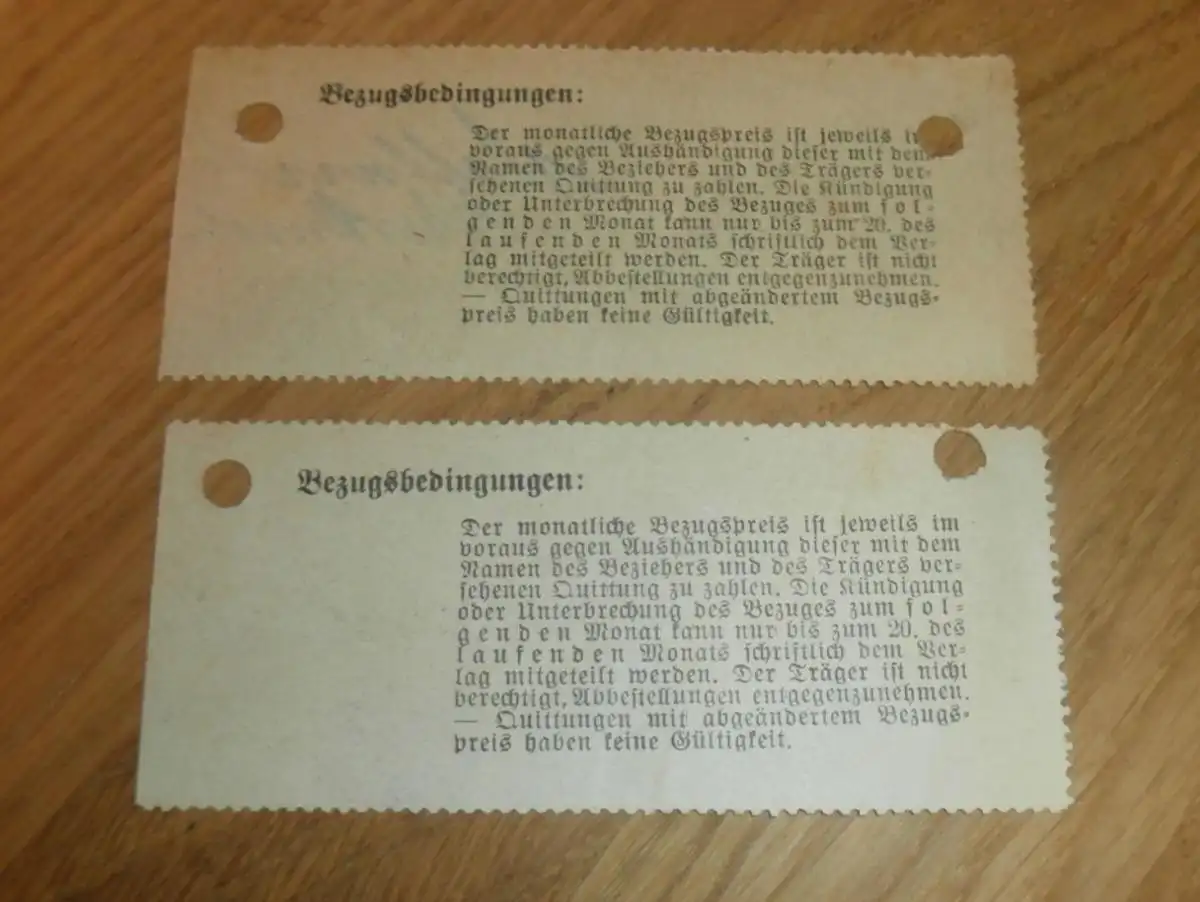 Bezugsbedingungen:
Der monatliche Bezugspreis ist jeweils
voraus gegen Aushändigung dieser mit dem
Namen des Beziehers und des Trägers ver-
sehenen Quittung zu zahlen. Die Kündigung
oder Unterbrechung des Bezuges zum fol-
genden Monat kann nur bis zum 20. des
laufenden Monats schriftlich dem Ver-
lag mitgeteilt werden. Der Träger ist nicht
berechtigt, Abbestellungen entgegenzunehmen.
— Quittungen mit abgeändertem Bezugs-
preis haben keine Gültigkeit.
Bezugsbedingungen:
Der monatliche Bezugspreis ist jeweils im
voraus gegen Aushändigung dieser mit dem
Namen des Beziehers und des Trägers ver-
sehenen Quittung zu zahlen. Die Kündigung
oder Unterbrechung des Bezuges zum fol-
genden Monat kann nur bis zum 20. des
laufenden Monats schriftlich dem Ver-
lag mitgeteilt werden. Der Träger ist nicht
berechtigt, Abbestellungen entgegenzunehmen.
— Quittungen mit abgeändertem Bezugs-
preis haben keine Gültigkeit.